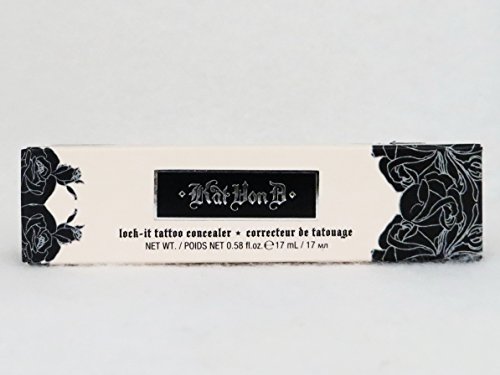 ·Kat Von D·
lock-it tattoo concealer ★ correcteur de tatouage
NET WT. / POIDS NET 0.58 fl.oz. ℮ 17 mL / 17 мл